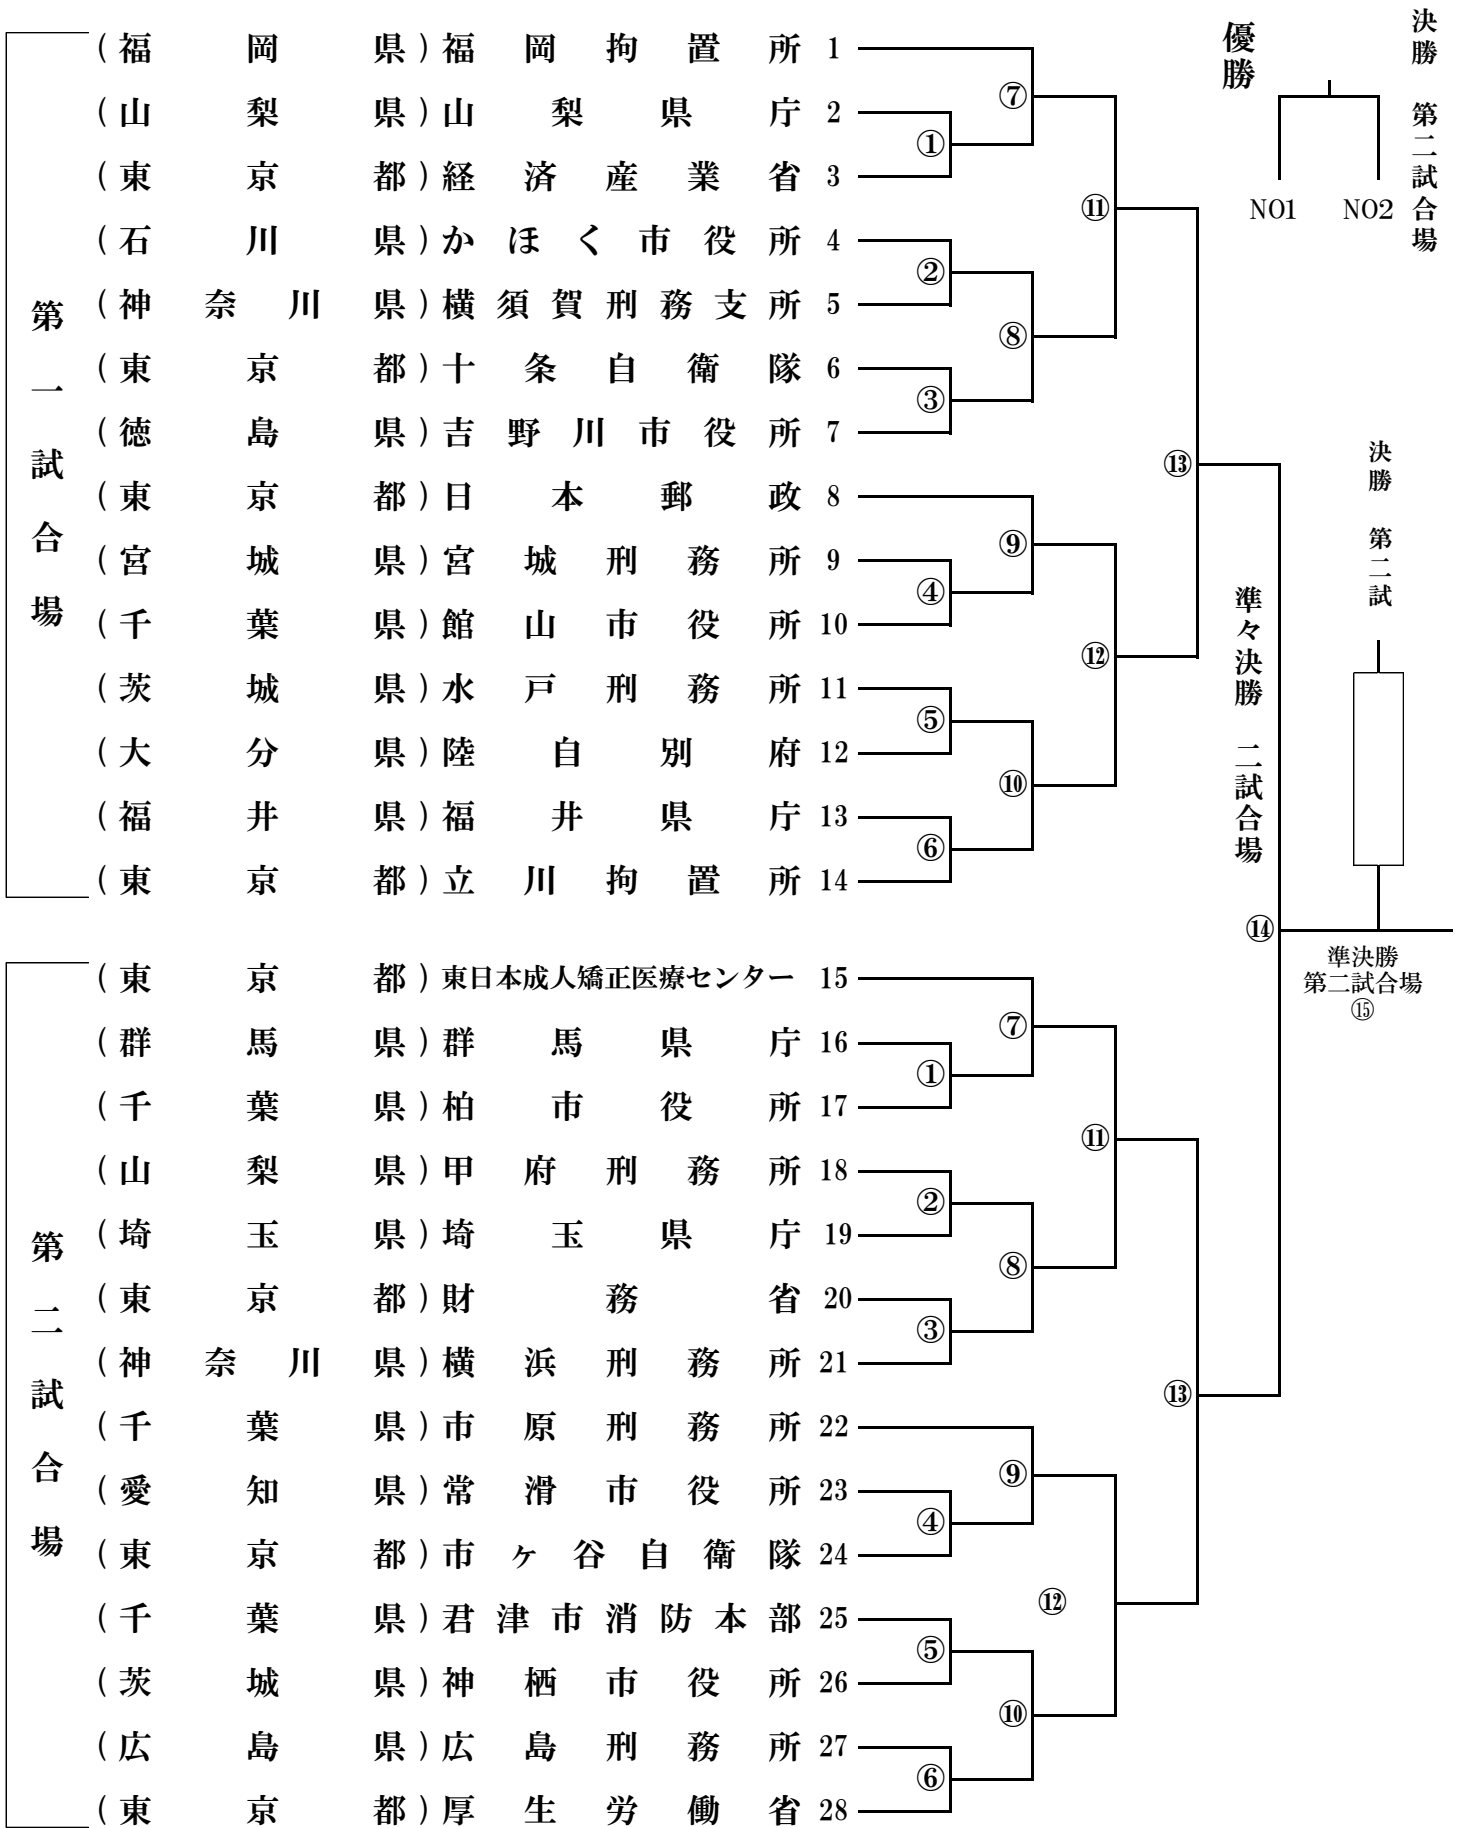 第一試合場
(福岡県)福岡拘置所 1
(山梨県)山梨県庁 2
(東京都)経済産業省 3
(石川県)かほく市役所 4
(神奈川県)横須賀刑務支所 5
(東京都)十条自衛隊 6
(徳島県)吉野川市役所 7
(東京都)日本郵政 8
(宮城県)宮城刑務所 9
(千葉県)館山市役所 10
(茨城県)水戸刑務所 11
(大分県)陸自別府 12
(福井県)福井県庁 13
(東京都)立川拘置所 14
①
②
③
④
⑤
⑥
⑦
⑧
⑨
⑩
⑪
⑫
⑬
第二試合場
(東京都)東日本成人矯正医療センター 15
(群馬県)群馬県庁 16
(千葉県)柏市役所 17
(山梨県)甲府刑務所 18
(埼玉県)埼玉県庁 19
(東京都)財務省 20
(神奈川県)横浜刑務所 21
(千葉県)市原刑務所 22
(愛知県)常滑市役所 23
(東京都)市ヶ谷自衛隊 24
(千葉県)君津市消防本部 25
(茨城県)神栖市役所 26
(広島県)広島刑務所 27
(東京都)厚生労働省 28
①
②
③
④
⑤
⑥
⑦
⑧
⑨
⑩
⑪
⑫
⑬
準々決勝 二試合場
⑭
準決勝
第二試合場
⑮
決勝 第二試
優勝
NO1 NO2
決勝 第二試合場